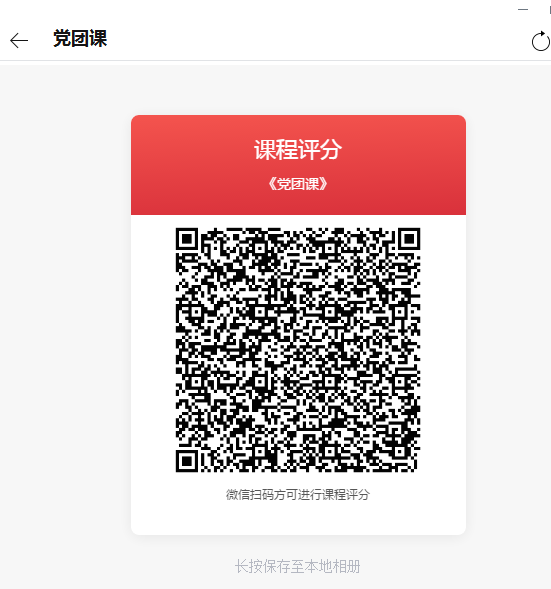 党团课
课程评分
《党团课》
微信扫码方可进行课程评分
长按保存至本地相册